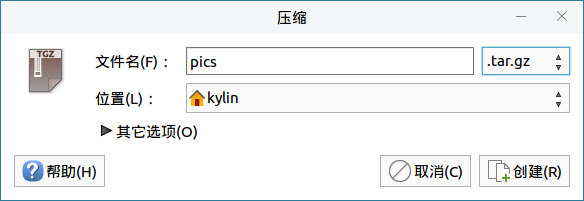 压缩
TGZ
文件名(F)： pics .tar.gz
位置(L)： kylin
其它选项(O)
帮助(H) 取消(C) 创建(R)